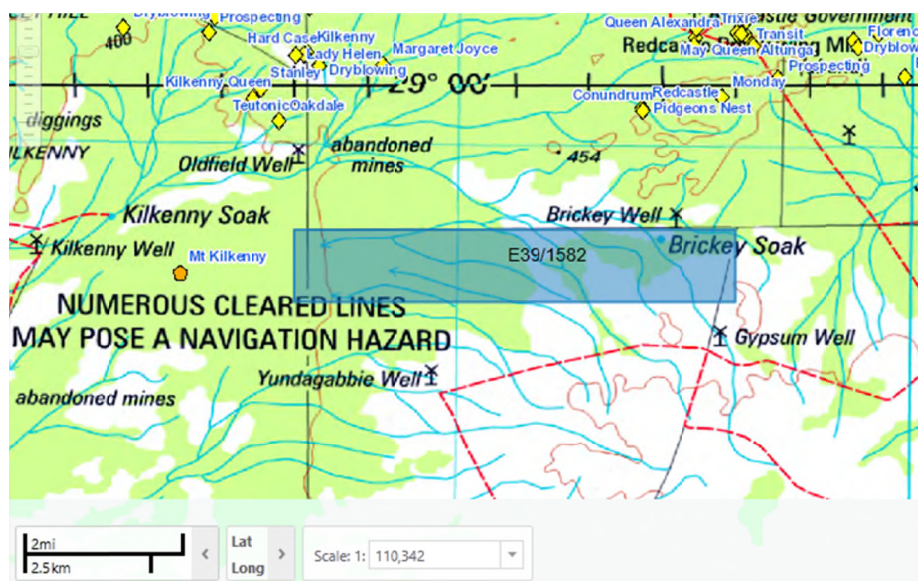 Dryblowing
Prospecting
400
Hard Case
Kilkenny
Lady Helen
Margaret Joyce
Stanley
Dryblowing
Kilkenny Queen
29° 00'
Teutonic
Oakdale
diggings
Oldfield Well
abandoned
mines
Queen Alexandra
Trixie
Government
Transit
Florenc
May Queen
Altunga
Dryblow
Prospecting
Monday
Conundrum
Redcastle
Pidgeons Nest
454
ILKENNY
Kilkenny Soak
Kilkenny Well
Mt Kilkenny
Brickey Well
Brickey Soak
E39/1582
NUMEROUS CLEARED LINES
MAY POSE A NAVIGATION HAZARD
Gypsum Well
Yundagabbie Well
abandoned mines
2mi
2.5km
<
Lat
Long
>
Scale: 1: 110,342